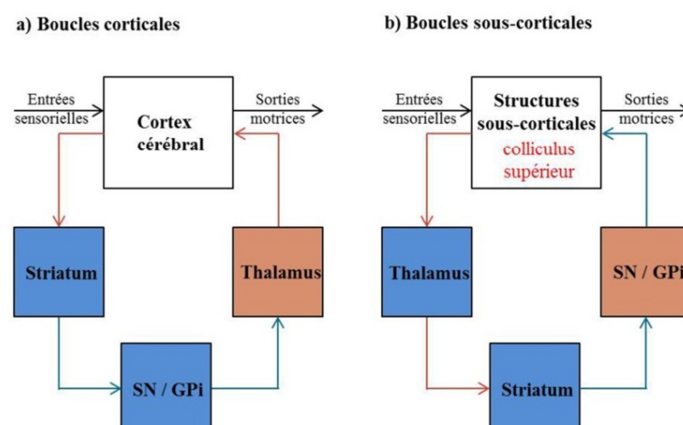 a) Boucles corticales
Entrées
sensorielles
Cortex
cérébral
Sorties
motrices
Striatum
Thalamus
SN / GPi
b) Boucles sous-corticales
Entrées
sensorielles
Structures
sous-corticales
colliculus
supérieur
Sorties
motrices
Thalamus
SN / GPi
Striatum